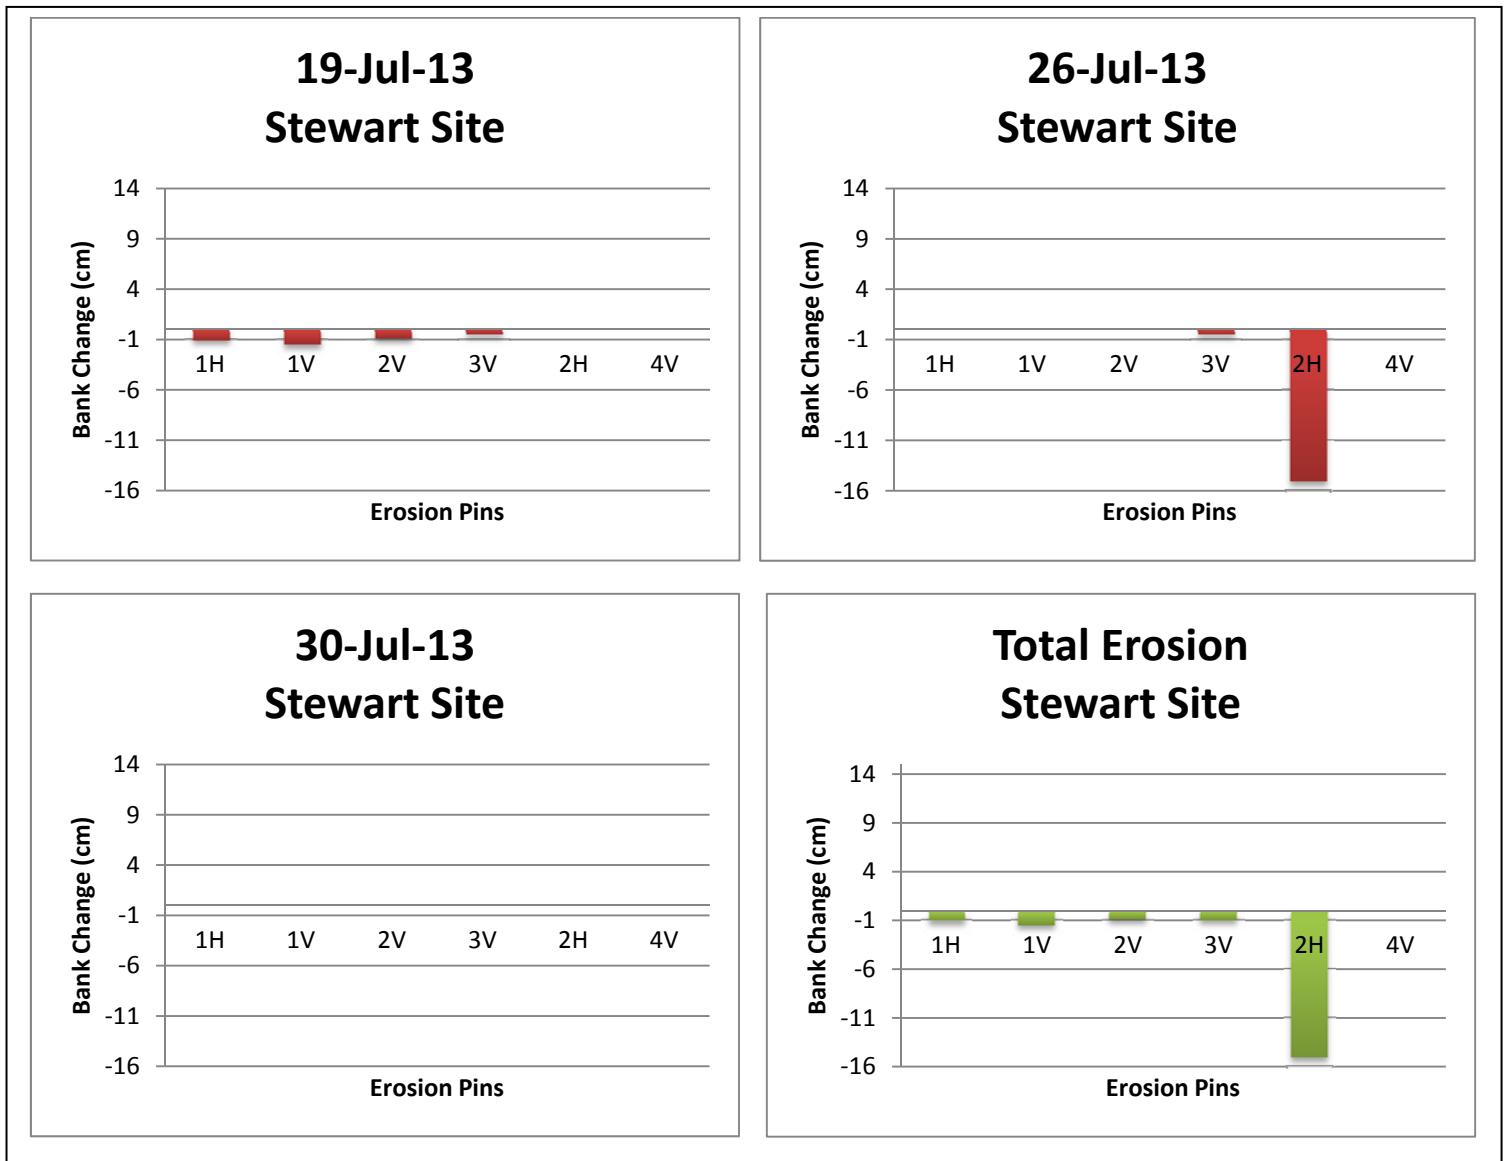 19-Jul-13
Stewart Site
14
9
4
-1
-6
-11
-16
Bank Change (cm)
1H 1V 2V 3V 2H 4V
Erosion Pins
26-Jul-13
Stewart Site
14
9
4
-1
-6
-11
-16
Bank Change (cm)
1H 1V 2V 3V 2H 4V
Erosion Pins
30-Jul-13
Stewart Site
14
9
4
-1
-6
-11
-16
Bank Change (cm)
1H 1V 2V 3V 2H 4V
Erosion Pins
Total Erosion
Stewart Site
14
9
4
-1
-6
-11
-16
Bank Change (cm)
1H 1V 2V 3V 2H 4V
Erosion Pins